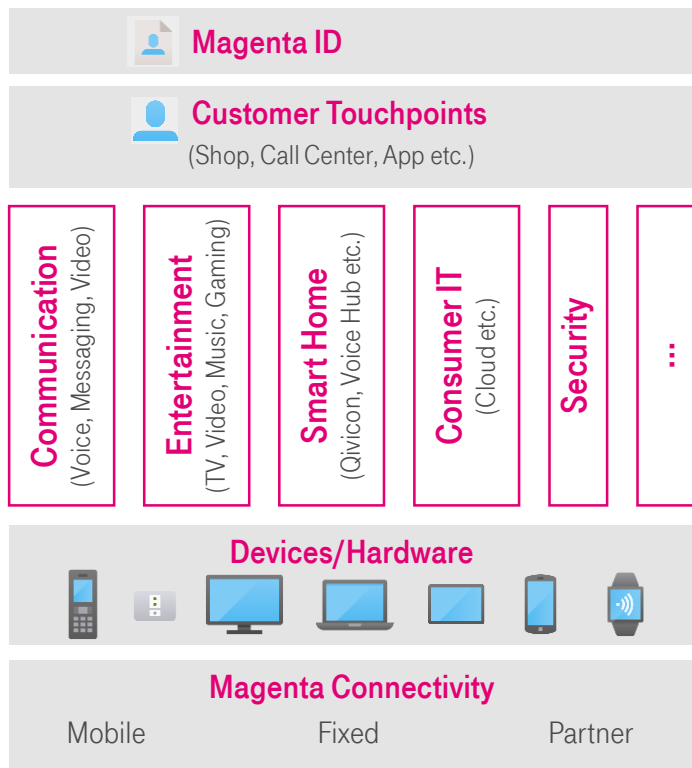 Magenta ID
Customer Touchpoints
(Shop, Call Center, App etc.)
Communication
(Voice, Messaging, Video)
Entertainment
(TV, Video, Music, Gaming)
Smart Home
(Qivicon, Voice Hub etc.)
Consumer IT
(Cloud etc.)
Security
...
Devices/Hardware
Magenta Connectivity
Mobile Fixed Partner